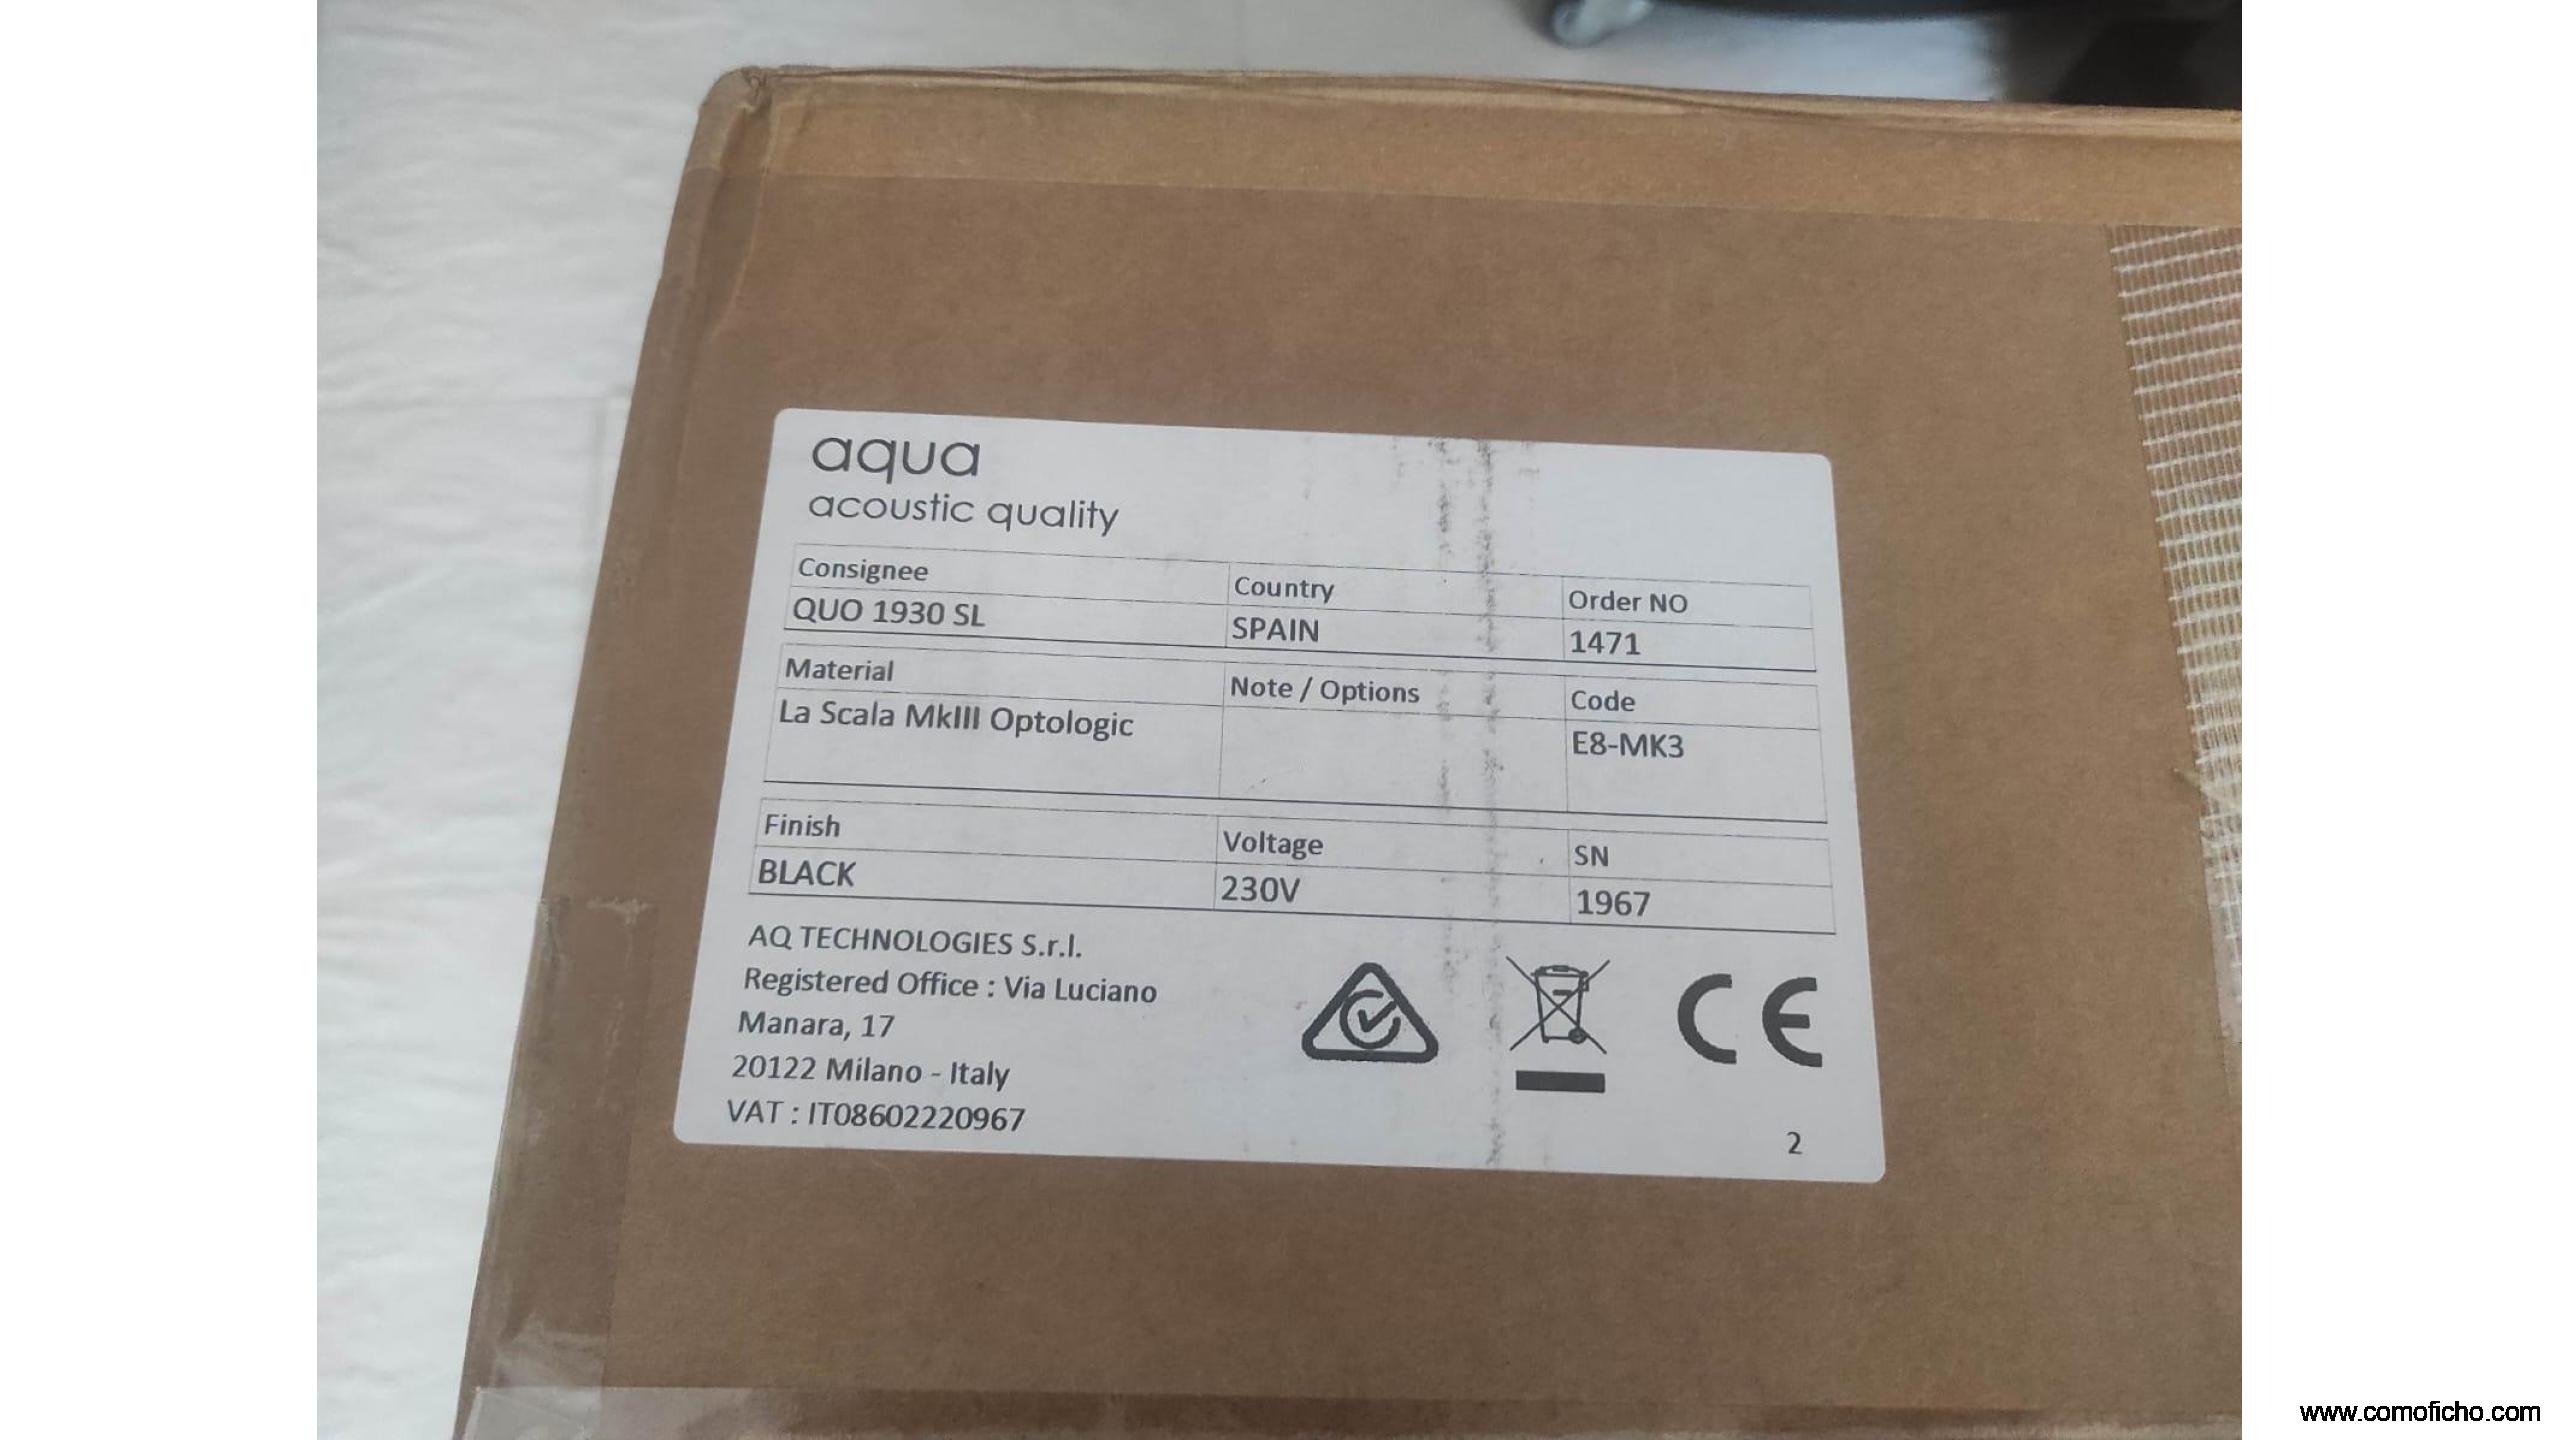 aqua
acoustic quality
Consignee Country Order NO
QUO 1930 SL SPAIN 1471
Material Note / Options Code
La Scala MkIII Optologic E8-MK3
Finish Voltage SN
BLACK 230V 1967
AQ TECHNOLOGIES S.r.l.
Registered Office : Via Luciano
Manara, 17
20122 Milano - Italy
VAT : IT08602220967
CE
2
www.comoficho.com